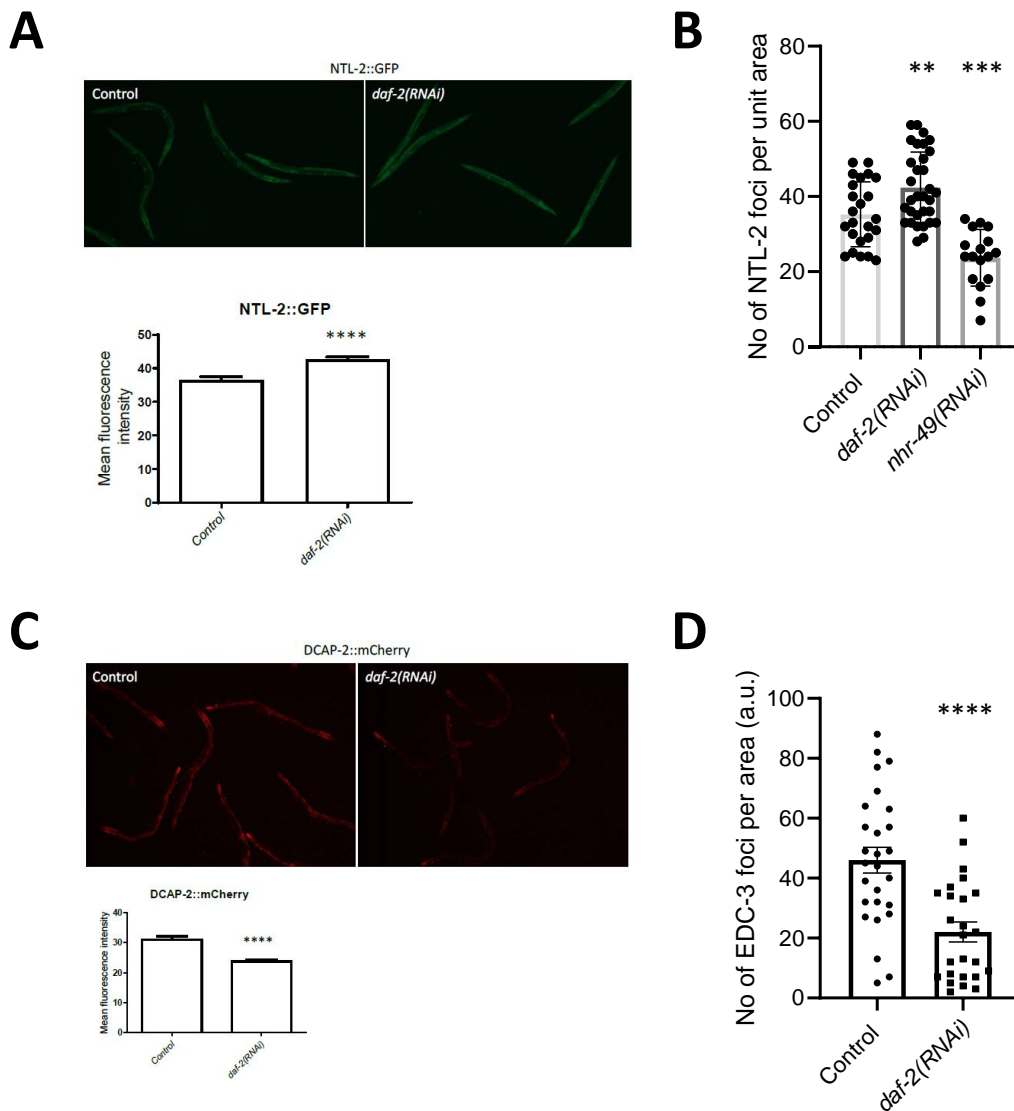 A
NTL-2::GFP
Control
daf-2(RNAi)
NTL-2::GFP
Mean fluorescence
intensity
50
40
30
20
10
0
****
Control
daf-2(RNAi)
B
No of NTL-2 foci per unit area
80
60
40
20
0
**
***
Control
daf-2(RNAi)
nhr-49(RNAi)
C
DCAP-2::mCherry
Control
daf-2(RNAi)
DCAP-2::mCherry
Mean fluorescence intensity
40
30
20
10
0
****
Control
daf-2(RNAi)
D
No of EDC-3 foci per area (a.u.)
100
80
60
40
20
0
****
Control
daf-2(RNAi)